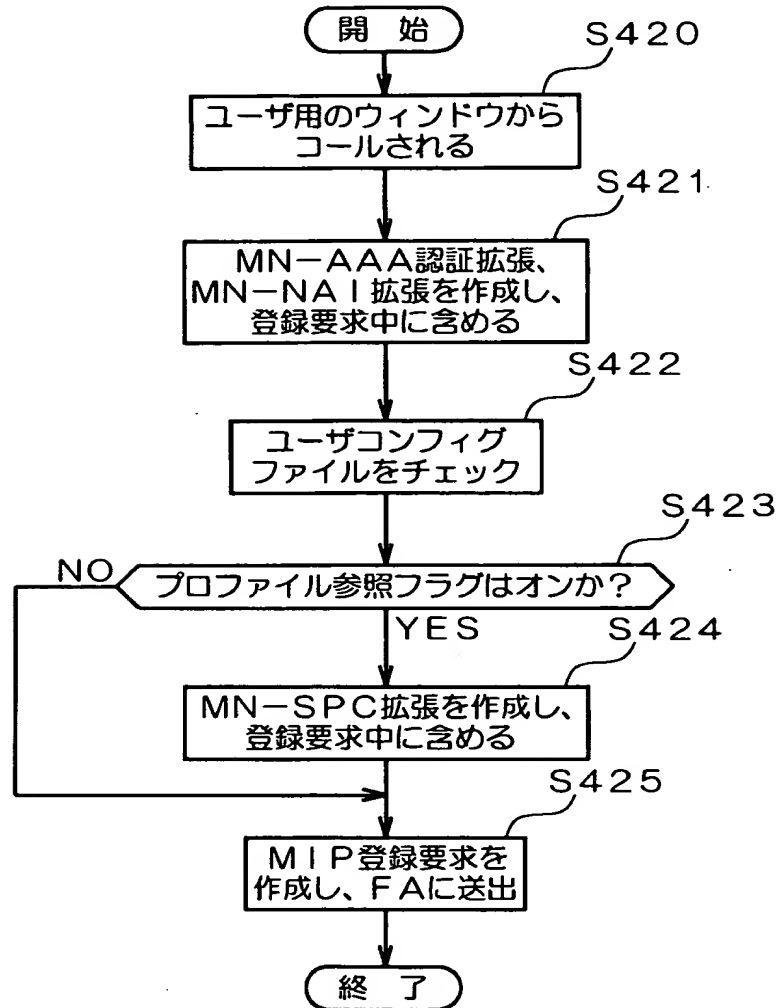 開 始
S420
ユーザ用のウィンドウから
コールされる
S421
MN－AAA認証拡張、
MN－NAI拡張を作成し、
登録要求中に含める
S422
ユーザコンフィグ
ファイルをチェック
S423
NO
プロファイル参照フラグはオンか？
YES
S424
MN－SPC拡張を作成し、
登録要求中に含める
S425
MIP登録要求を
作成し、FAに送出
終 了